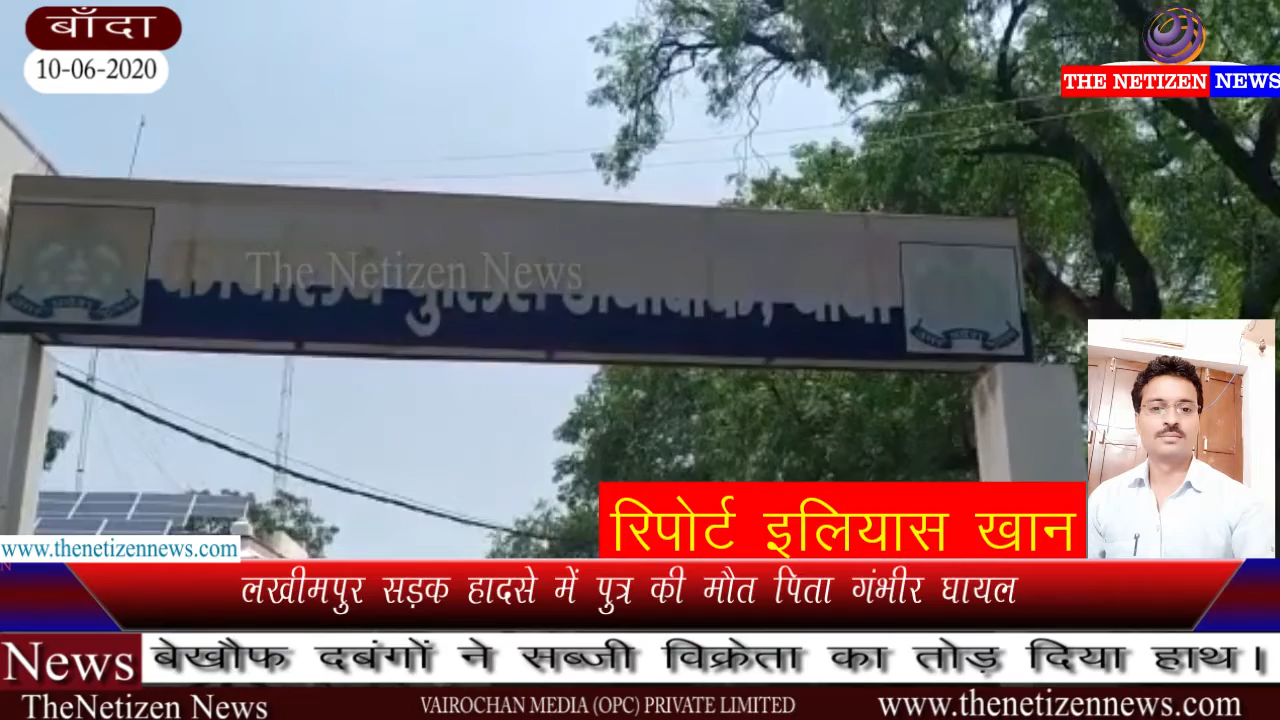 बाँदा
10-06-2020
THE NETIZEN NEWS
The Netizen News
रिपोर्ट इलियास खान
www.thenetizennews.com
लखीमपुर सड़क हादसे में पुत्र की मौत पिता गंभीर घायल
News बेखौफ दबंगों ने सब्जी विक्रेता का तोड़ दिया हाथ।
TheNetizen News VAIROCHAN MEDIA (OPC) PRIVATE LIMITED www.thenetizennews.com